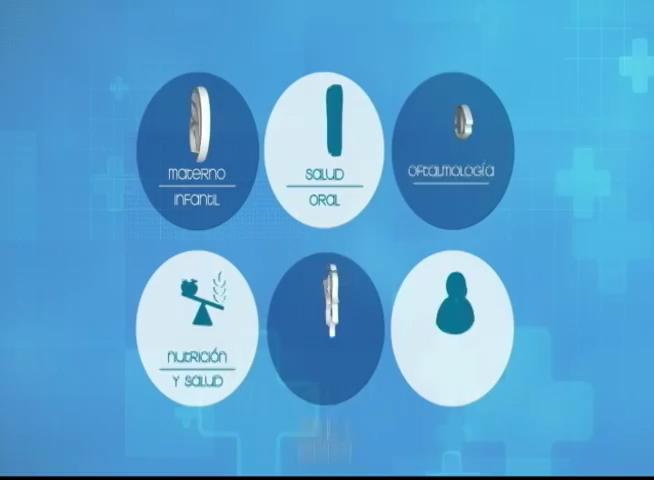 MATERNO
INFANTIL
SALUD
ORAL
OFTALMOLOGÍA
NUTRICIÓN
Y SALUD